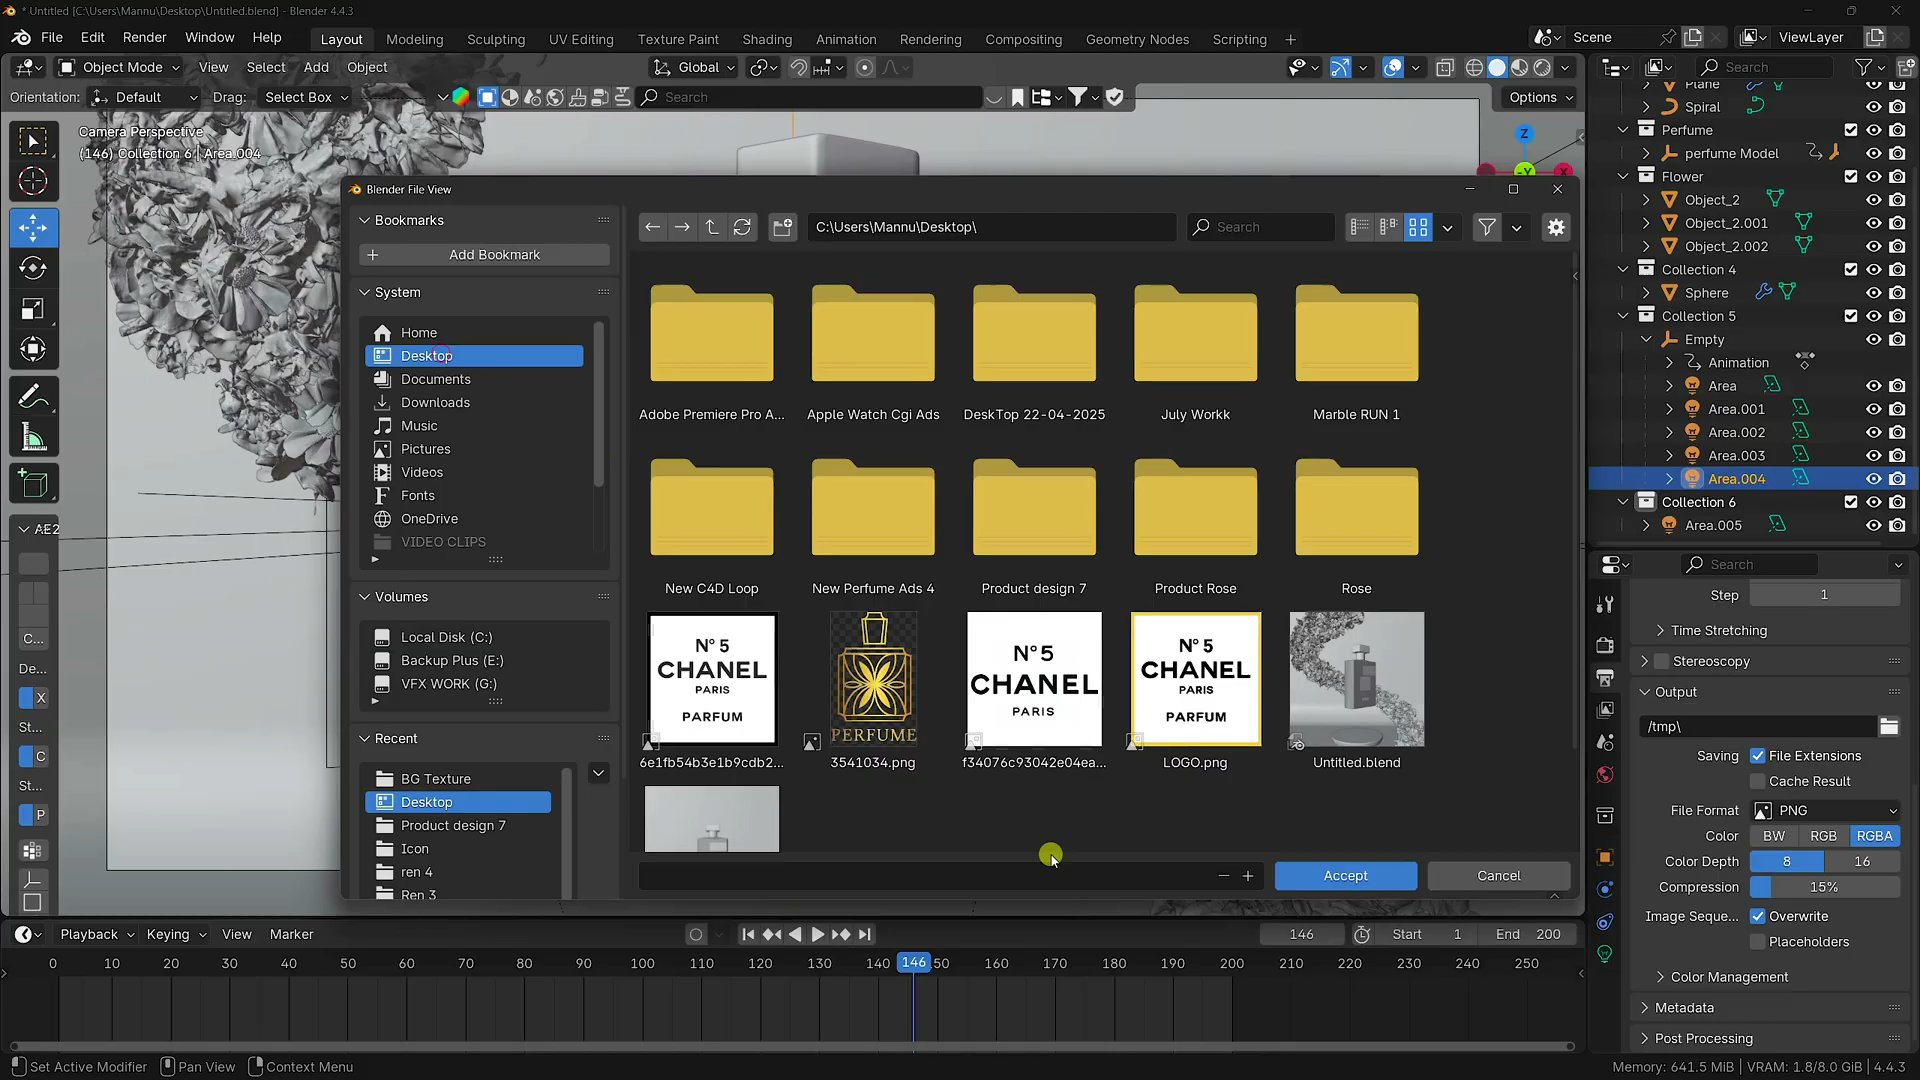 * Untitled [C:\Users\Mannu\Desktop\Untitled.blend] - Blender 4.4.3
File Edit Render Window Help
Layout Modeling Sculpting UV Editing Texture Paint Shading Animation Rendering Compositing Geometry Nodes Scripting
Scene
ViewLayer
Object Mode View Select Add Object
Global
Search
Orientation: Default Drag: Select Box
Search
Options
Camera Perspective
(146) Collection 6 | Area.004
Z
-Y
X
Blender File View
Bookmarks
Add Bookmark
System
Home
Desktop
Documents
Downloads
Music
Pictures
Videos
Fonts
OneDrive
VIDEO CLIPS
Volumes
Local Disk (C:)
Backup Plus (E:)
VFX WORK (G:)
Recent
BG Texture
Desktop
Product design 7
Icon
ren 4
Ren 3
C:\Users\Mannu\Desktop\
Search
Adobe Premiere Pro A...
Apple Watch Cgi Ads
DeskTop 22-04-2025
July Workk
Marble RUN 1
New C4D Loop
New Perfume Ads 4
Product design 7
Product Rose
Rose
N° 5
CHANEL
PARIS
PARFUM
PERFUME
N° 5
CHANEL
PARIS
N° 5
CHANEL
PARIS
PARFUM
6e1fb54b3e1b9cdb2...
3541034.png
f34076c93042e04ea...
LOGO.png
Untitled.blend
Accept
Cancel
AE2
C...
De...
X
St...
C
St...
P
Plane
Spiral
Perfume
perfume Model
Flower
Object_2
Object_2.001
Object_2.002
Collection 4
Sphere
Collection 5
Empty
Animation
Area
Area.001
Area.002
Area.003
Area.004
Collection 6
Area.005
Search
Step 1
Time Stretching
Stereoscopy
Output
/tmp\
Saving File Extensions
Cache Result
File Format PNG
Color BW RGB RGBA
Color Depth 8 16
Compression 15%
Image Seque... Overwrite
Placeholders
Color Management
Metadata
Post Processing
Playback Keying View Marker
146
Start 1
End 200
0 10 20 30 40 50 60 70 80 90 100 110 120 130 140 146 50 160 170 180 190 200 210 220 230 240 250
Set Active Modifier Pan View Context Menu
Memory: 641.5 MiB | VRAM: 1.8/8.0 GiB | 4.4.3